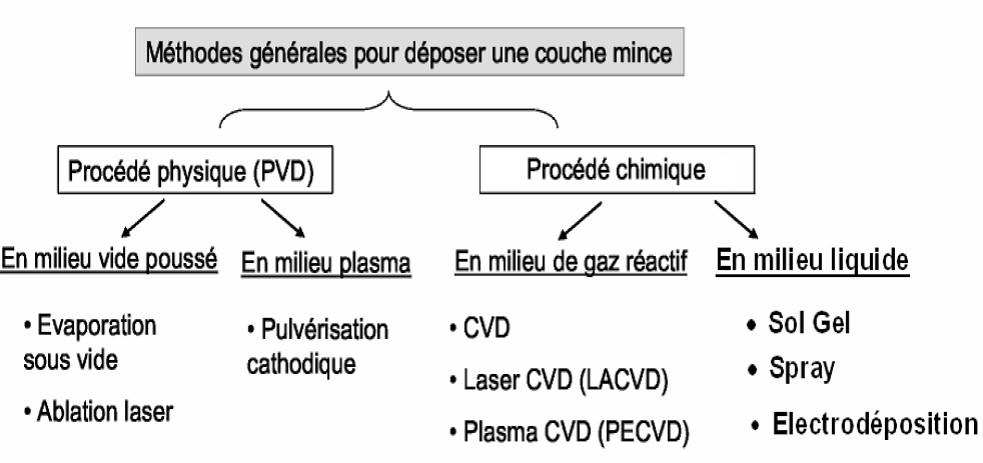 Méthodes générales pour déposer une couche mince
Procédé physique (PVD)
Procédé chimique
En milieu vide poussé
En milieu plasma
En milieu de gaz réactif
En milieu liquide
• Evaporation
sous vide
• Ablation laser
• Pulvérisation
cathodique
• CVD
• Laser CVD (LACVD)
• Plasma CVD (PECVD)
• Sol Gel
• Spray
• Electrodéposition